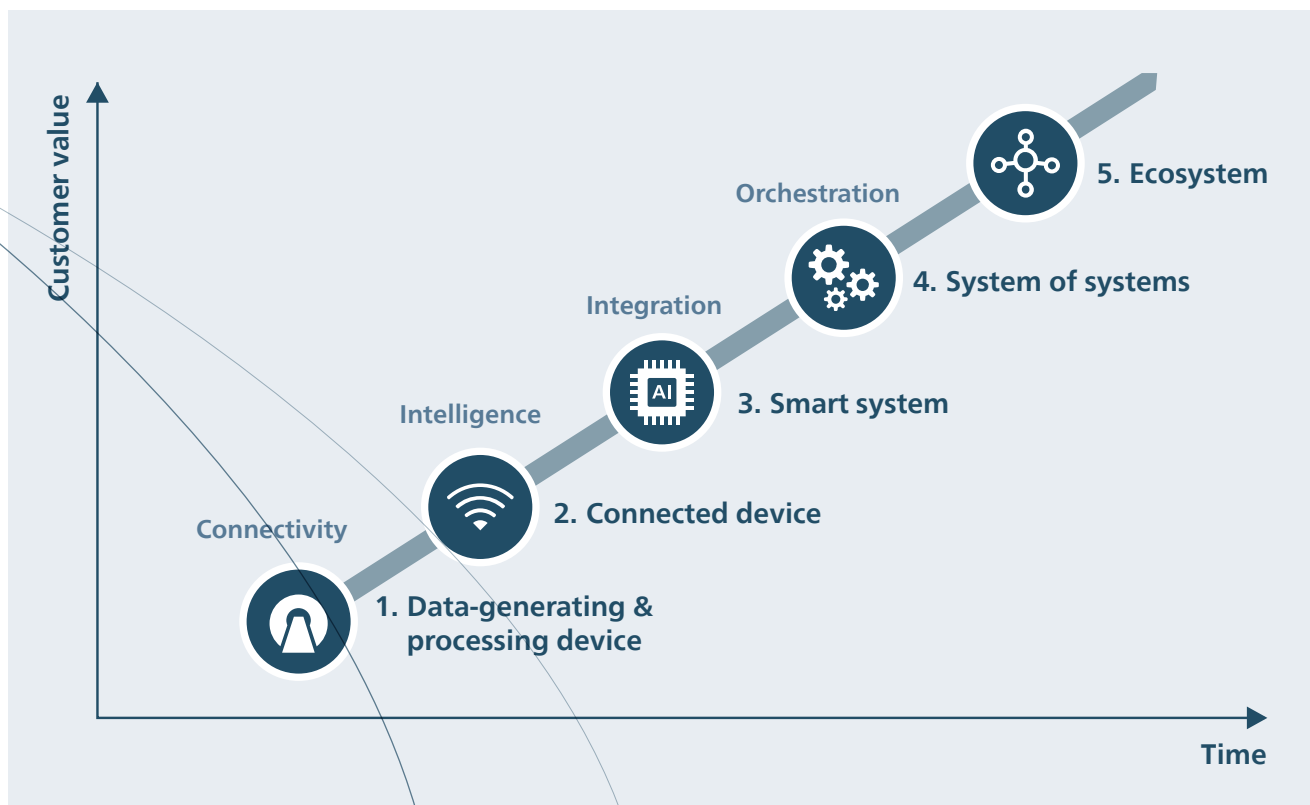 Customer value
Orchestration
5. Ecosystem
4. System of systems
Integration
AI
3. Smart system
Intelligence
2. Connected device
Connectivity
1. Data-generating &
processing device
Time